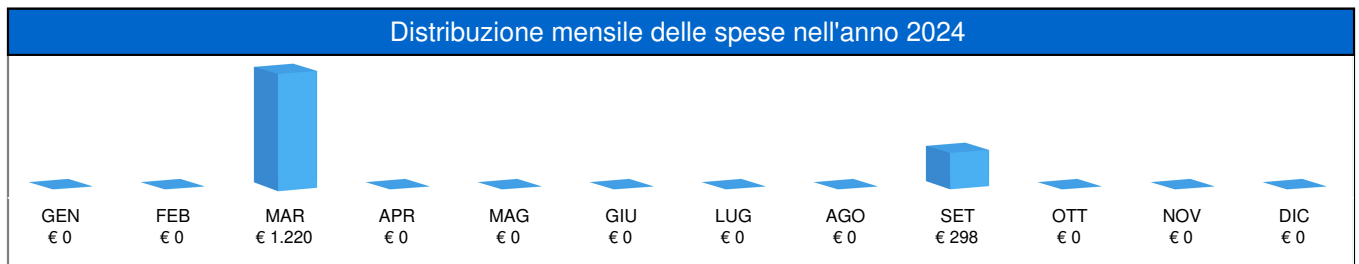 Distribuzione mensile delle spese nell'anno 2024
GEN FEB MAR APR MAG GIU LUG AGO SET OTT NOV DIC
€ 0 € 0 € 1.220 € 0 € 0 € 0 € 0 € 0 € 298 € 0 € 0 € 0